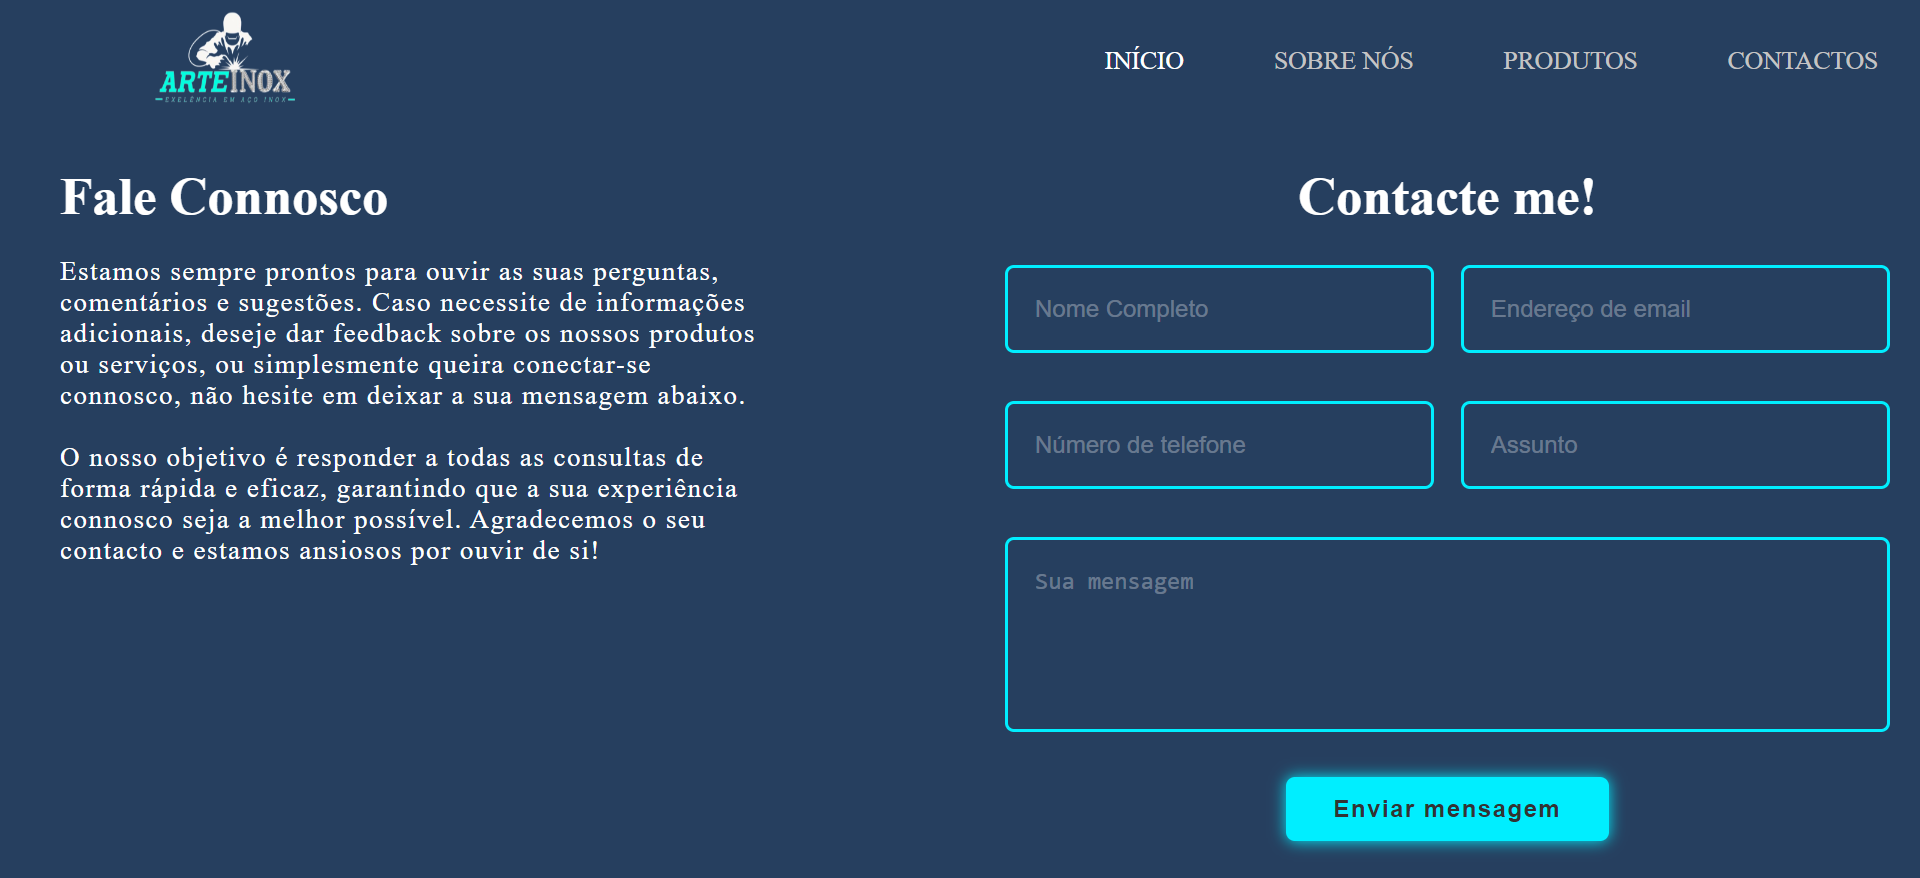 ARTEINOX
EXELÊNCIA EM AÇO INOX
INÍCIO
SOBRE NÓS
PRODUTOS
CONTACTOS
Fale Connosco
Estamos sempre prontos para ouvir as suas perguntas,
comentários e sugestões. Caso necessite de informações
adicionais, deseje dar feedback sobre os nossos produtos
ou serviços, ou simplesmente queira conectar-se
connosco, não hesite em deixar a sua mensagem abaixo.
O nosso objetivo é responder a todas as consultas de
forma rápida e eficaz, garantindo que a sua experiência
connosco seja a melhor possível. Agradecemos o seu
contacto e estamos ansiosos por ouvir de si!
Contacte me!
Nome Completo
Endereço de email
Número de telefone
Assunto
Sua mensagem
Enviar mensagem